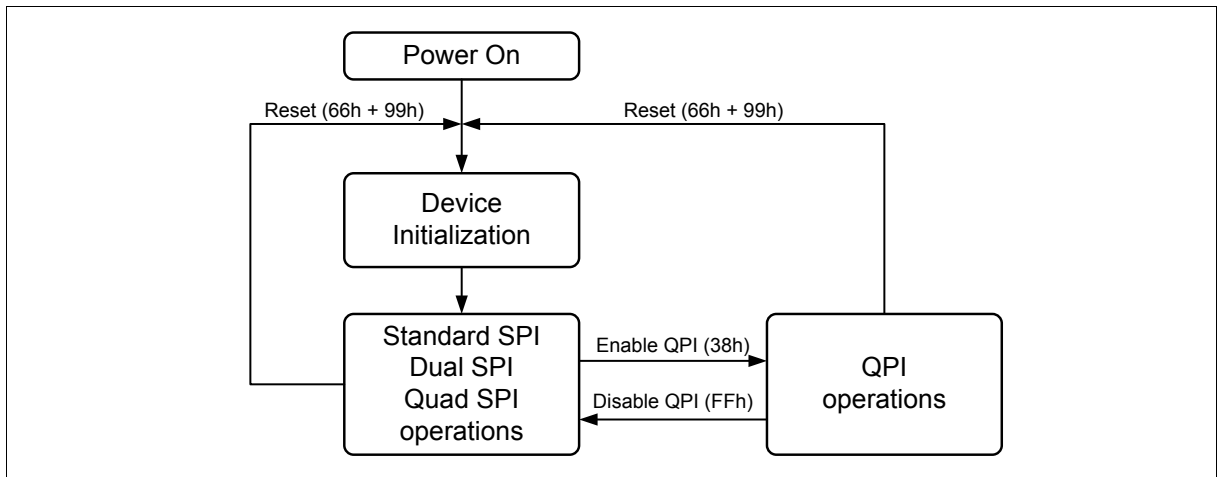 Power On
Reset (66h + 99h)
Reset (66h + 99h)
Device
Initialization
Standard SPI
Dual SPI
Quad SPI
operations
Enable QPI (38h)
Disable QPI (FFh)
QPI
operations